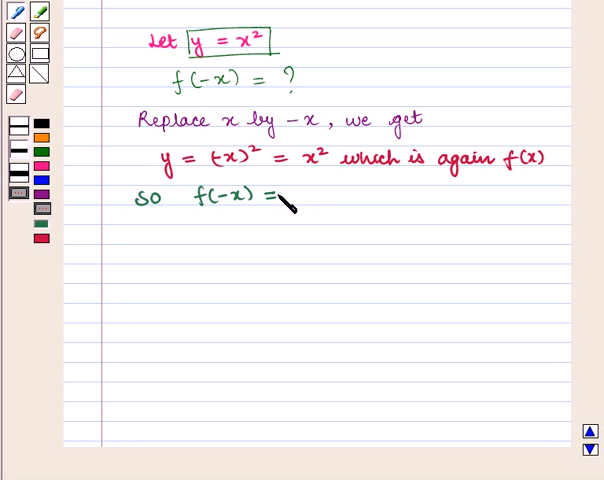 Let y = x²
f(-x) = ?
Replace x by -x, we get
y = (-x)² = x² which is again f(x)
So f(-x) =